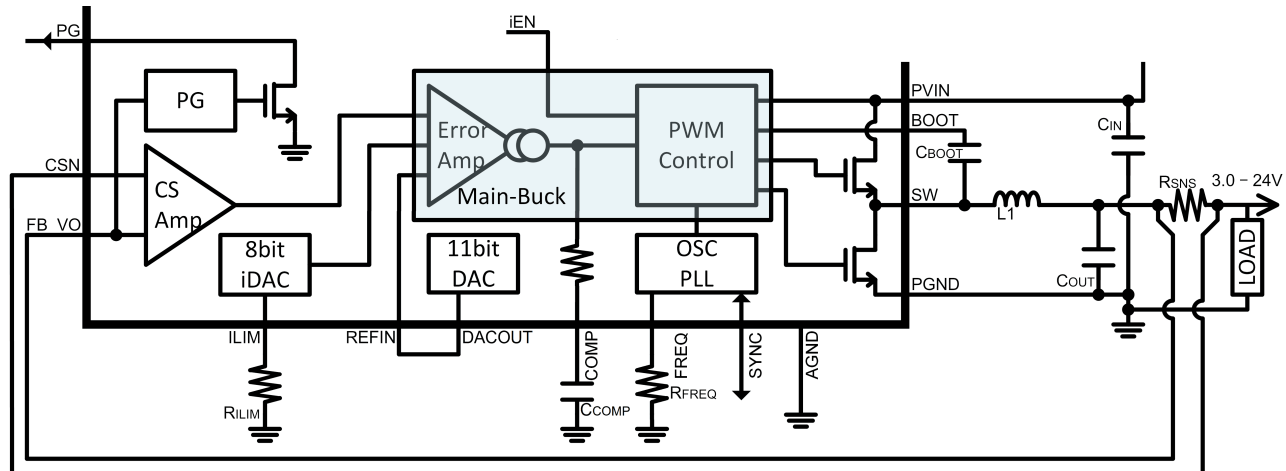 PG
iEN
PG
CSN
CS
Amp
FB_VO
Error
Amp
Main-Buck
PWM
Control
8bit
iDAC
11bit
DAC
OSC
PLL
PVIN
BOOT
CBOOT
CIN
SW
L1
RSNS
3.0 – 24V
LOAD
COUT
PGND
ILIM
RILIM
REFIN
DACOUT
COMP
CCOMP
FREQ
RFREQ
SYNC
AGND